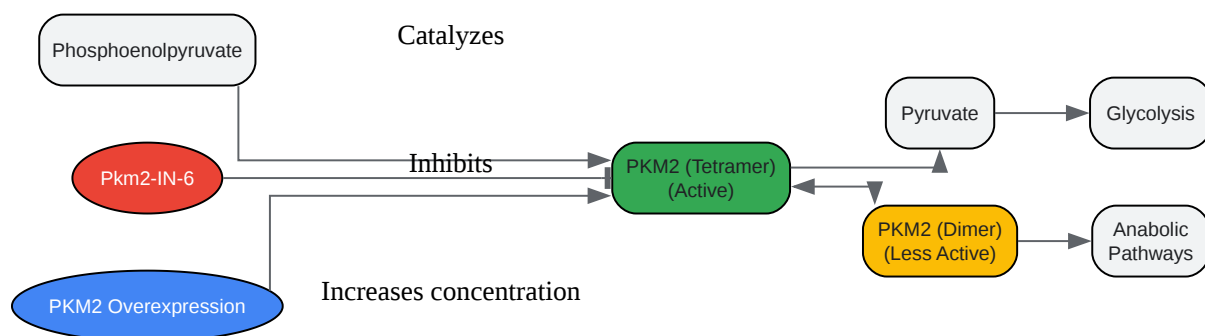 Catalyzes
Phosphoenolpyruvate
Pyruvate
Glycolysis
Inhibits
Pkm2-IN-6
PKM2 (Tetramer)
(Active)
PKM2 (Dimer)
(Less Active)
Anabolic
Pathways
Increases concentration
PKM2 Overexpression